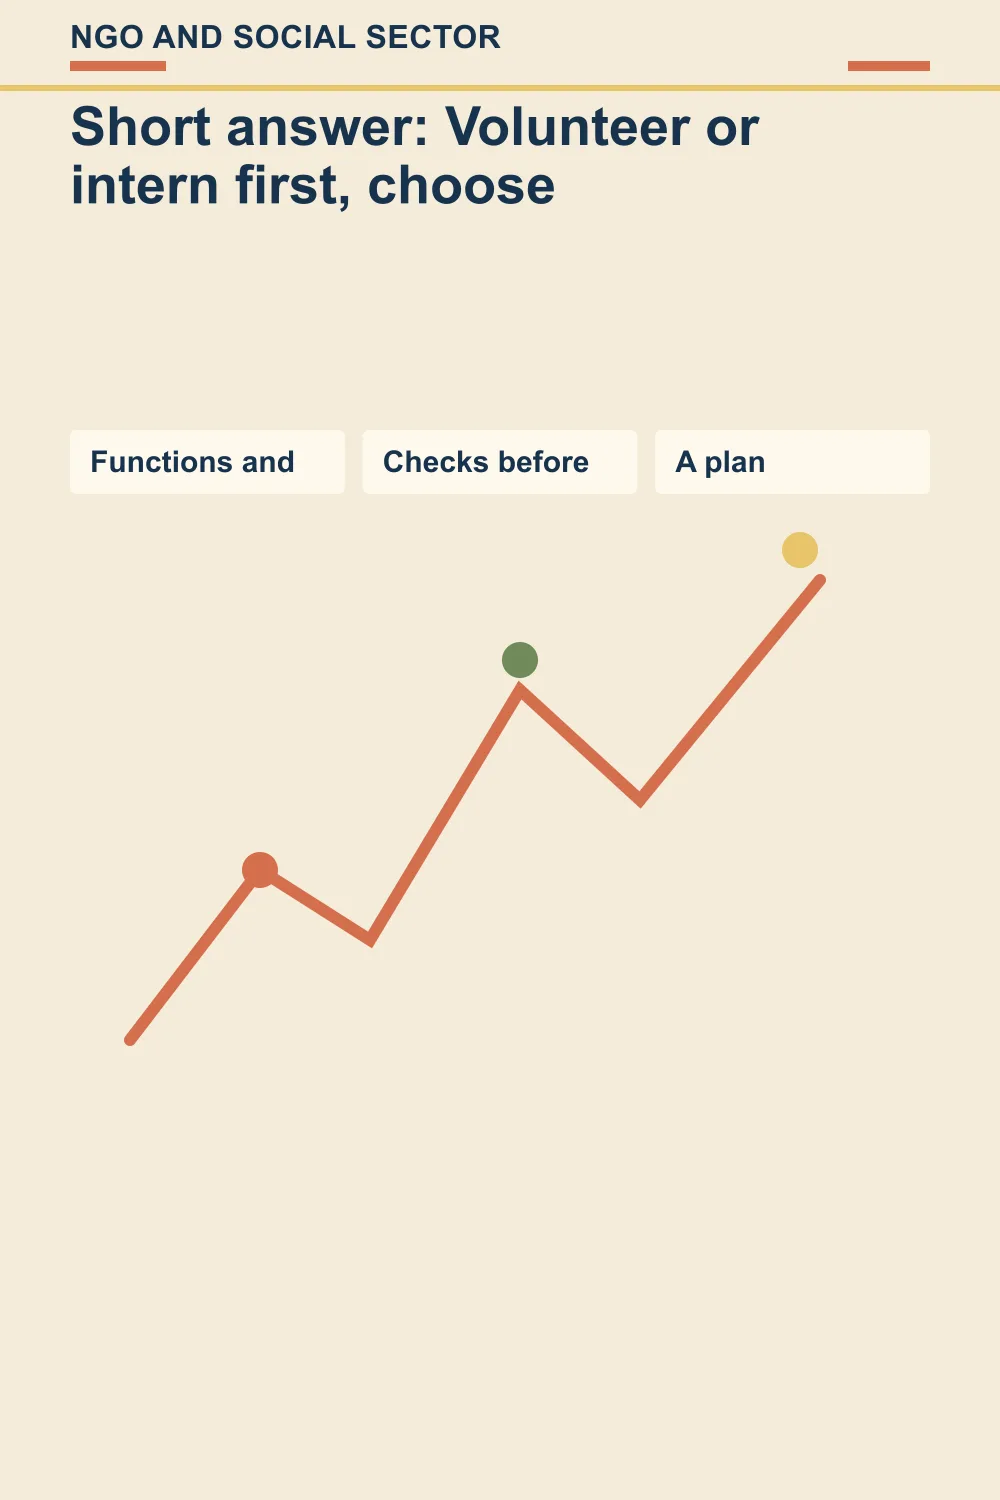 NGO AND SOCIAL SECTOR
Short answer: Volunteer or
intern first, choose
Functions and
Checks before
A plan